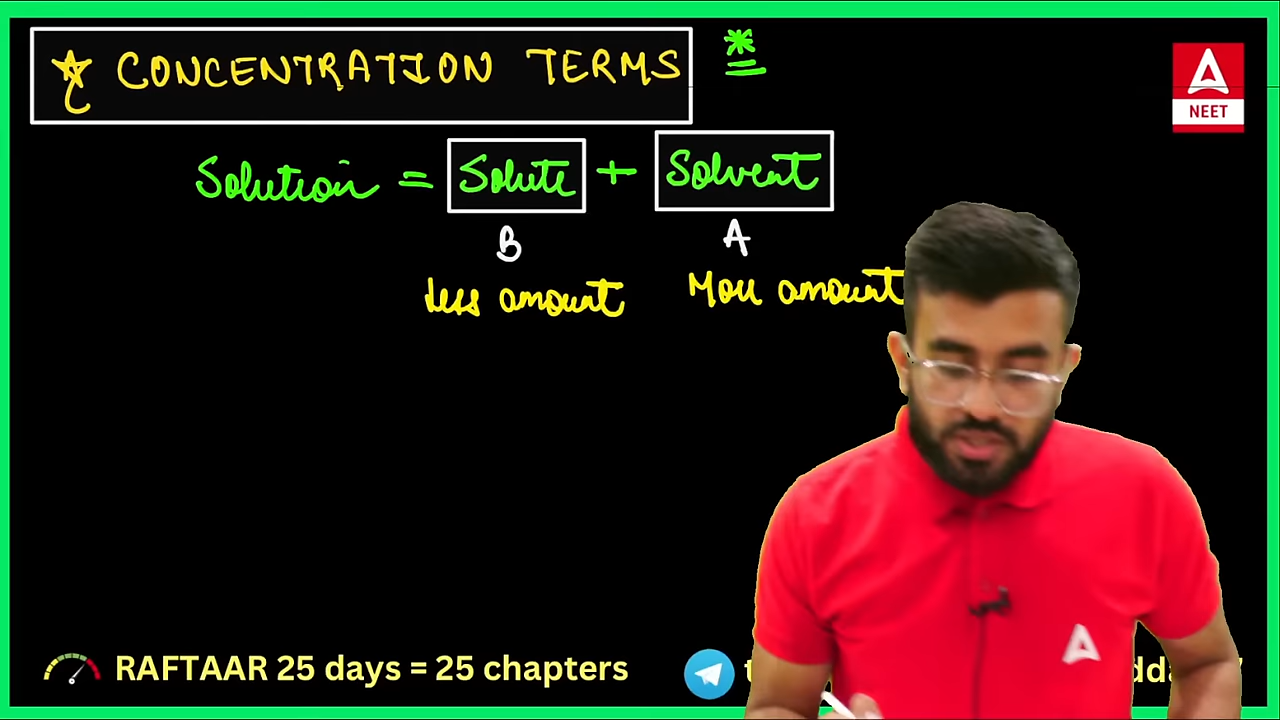 CONCENTRATION TERMS *
NEET
Solution = Solute + Solvent
B A
Less amount More amount
RAFTAAR 25 days = 25 chapters